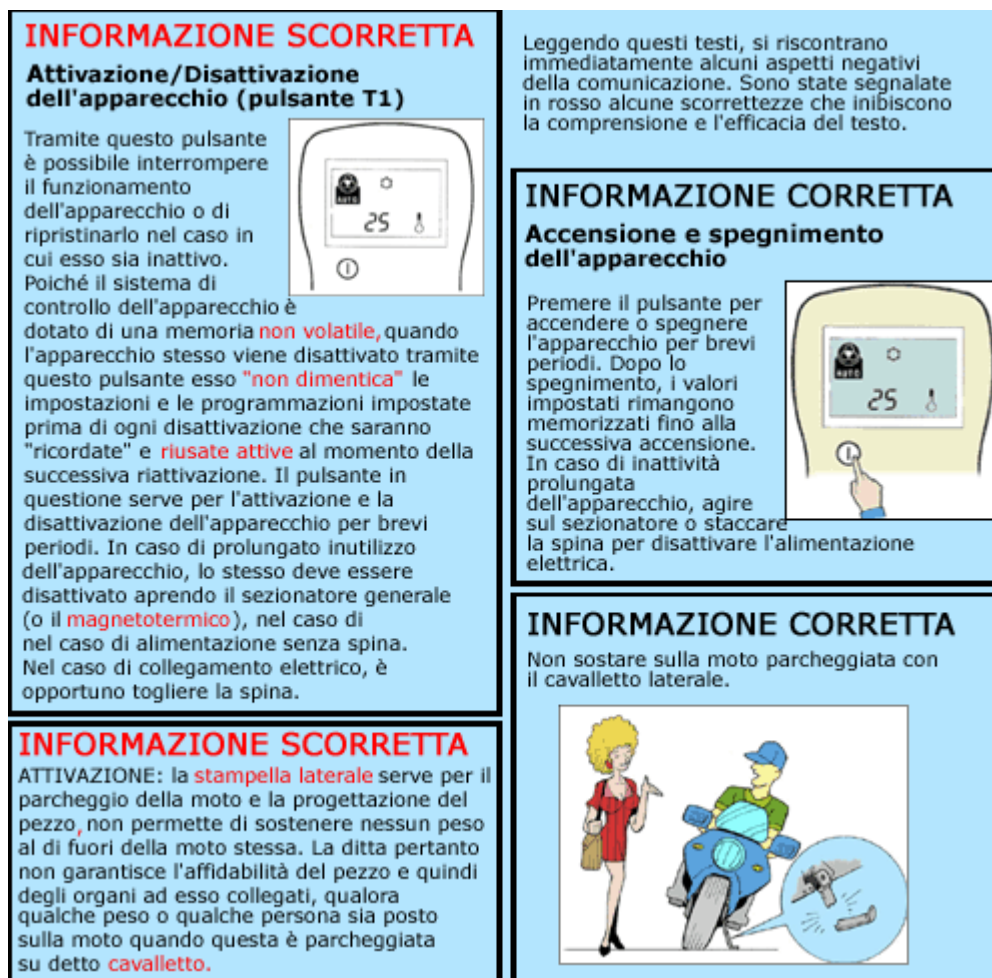 INFORMAZIONE SCORRETTA
Attivazione/Disattivazione
dell'apparecchio (pulsante T1)
Tramite questo pulsante
è possibile interrompere
il funzionamento
dell'apparecchio o di
ripristinarlo nel caso in
cui esso sia inattivo.
Poiché il sistema di
controllo dell'apparecchio è
dotato di una memoria non volatile, quando
l'apparecchio stesso viene disattivato tramite
questo pulsante esso "non dimentica" le
impostazioni e le programmazioni impostate
prima di ogni disattivazione che saranno
"ricordate" e riusate attive al momento della
successiva riattivazione. Il pulsante in
questione serve per l'attivazione e la
disattivazione dell'apparecchio per brevi
periodi. In caso di prolungato inutilizzo
dell'apparecchio, lo stesso deve essere
disattivato aprendo il sezionatore generale
(o il magnetotermico), nel caso di
nel caso di alimentazione senza spina.
Nel caso di collegamento elettrico, è
opportuno togliere la spina.
AUTO
25
INFORMAZIONE SCORRETTA
ATTIVAZIONE: la stampella laterale serve per il
parcheggio della moto e la progettazione del
pezzo, non permette di sostenere nessun peso
al di fuori della moto stessa. La ditta pertanto
non garantisce l'affidabilità del pezzo e quindi
degli organi ad esso collegati, qualora
qualche peso o qualche persona sia posto
sulla moto quando questa è parcheggiata
su detto cavalletto.
Leggendo questi testi, si riscontrano
immediatamente alcuni aspetti negativi
della comunicazione. Sono state segnalate
in rosso alcune scorrettezze che inibiscono
la comprensione e l'efficacia del testo.
INFORMAZIONE CORRETTA
Accensione e spegnimento
dell'apparecchio
Premere il pulsante per
accendere o spegnere
l'apparecchio per brevi
periodi. Dopo lo
spegnimento, i valori
impostati rimangono
memorizzati fino alla
successiva accensione.
In caso di inattività
prolungata
dell'apparecchio, agire
sul sezionatore o staccare
la spina per disattivare l'alimentazione
elettrica.
AUTO
25
INFORMAZIONE CORRETTA
Non sostare sulla moto parcheggiata con
il cavalletto laterale.